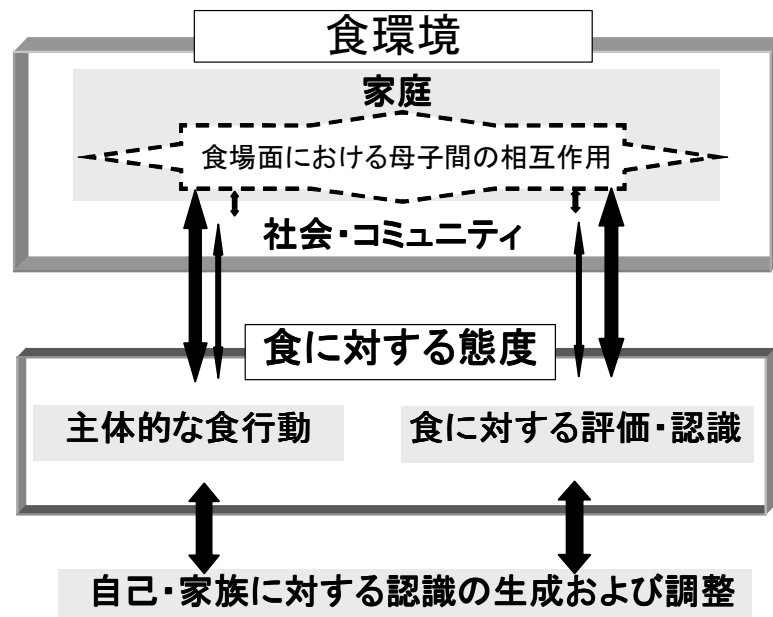 食環境
家庭
食場面における母子間の相互作用
社会・コミュニティ
食に対する態度
主体的な食行動
食に対する評価・認識
自己・家族に対する認識の生成および調整